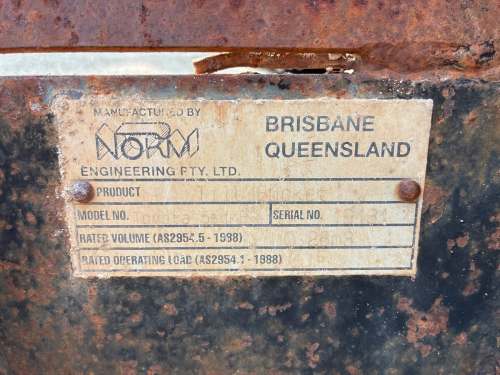 MANUFACTURED BY
NORM
ENGINEERING PTY. LTD.
BRISBANE
QUEENSLAND
PRODUCT
MODEL NO.
SERIAL NO.
RATED VOLUME (AS2954.5 - 1988)
RATED OPERATING LOAD (AS2954.1 - 1988)